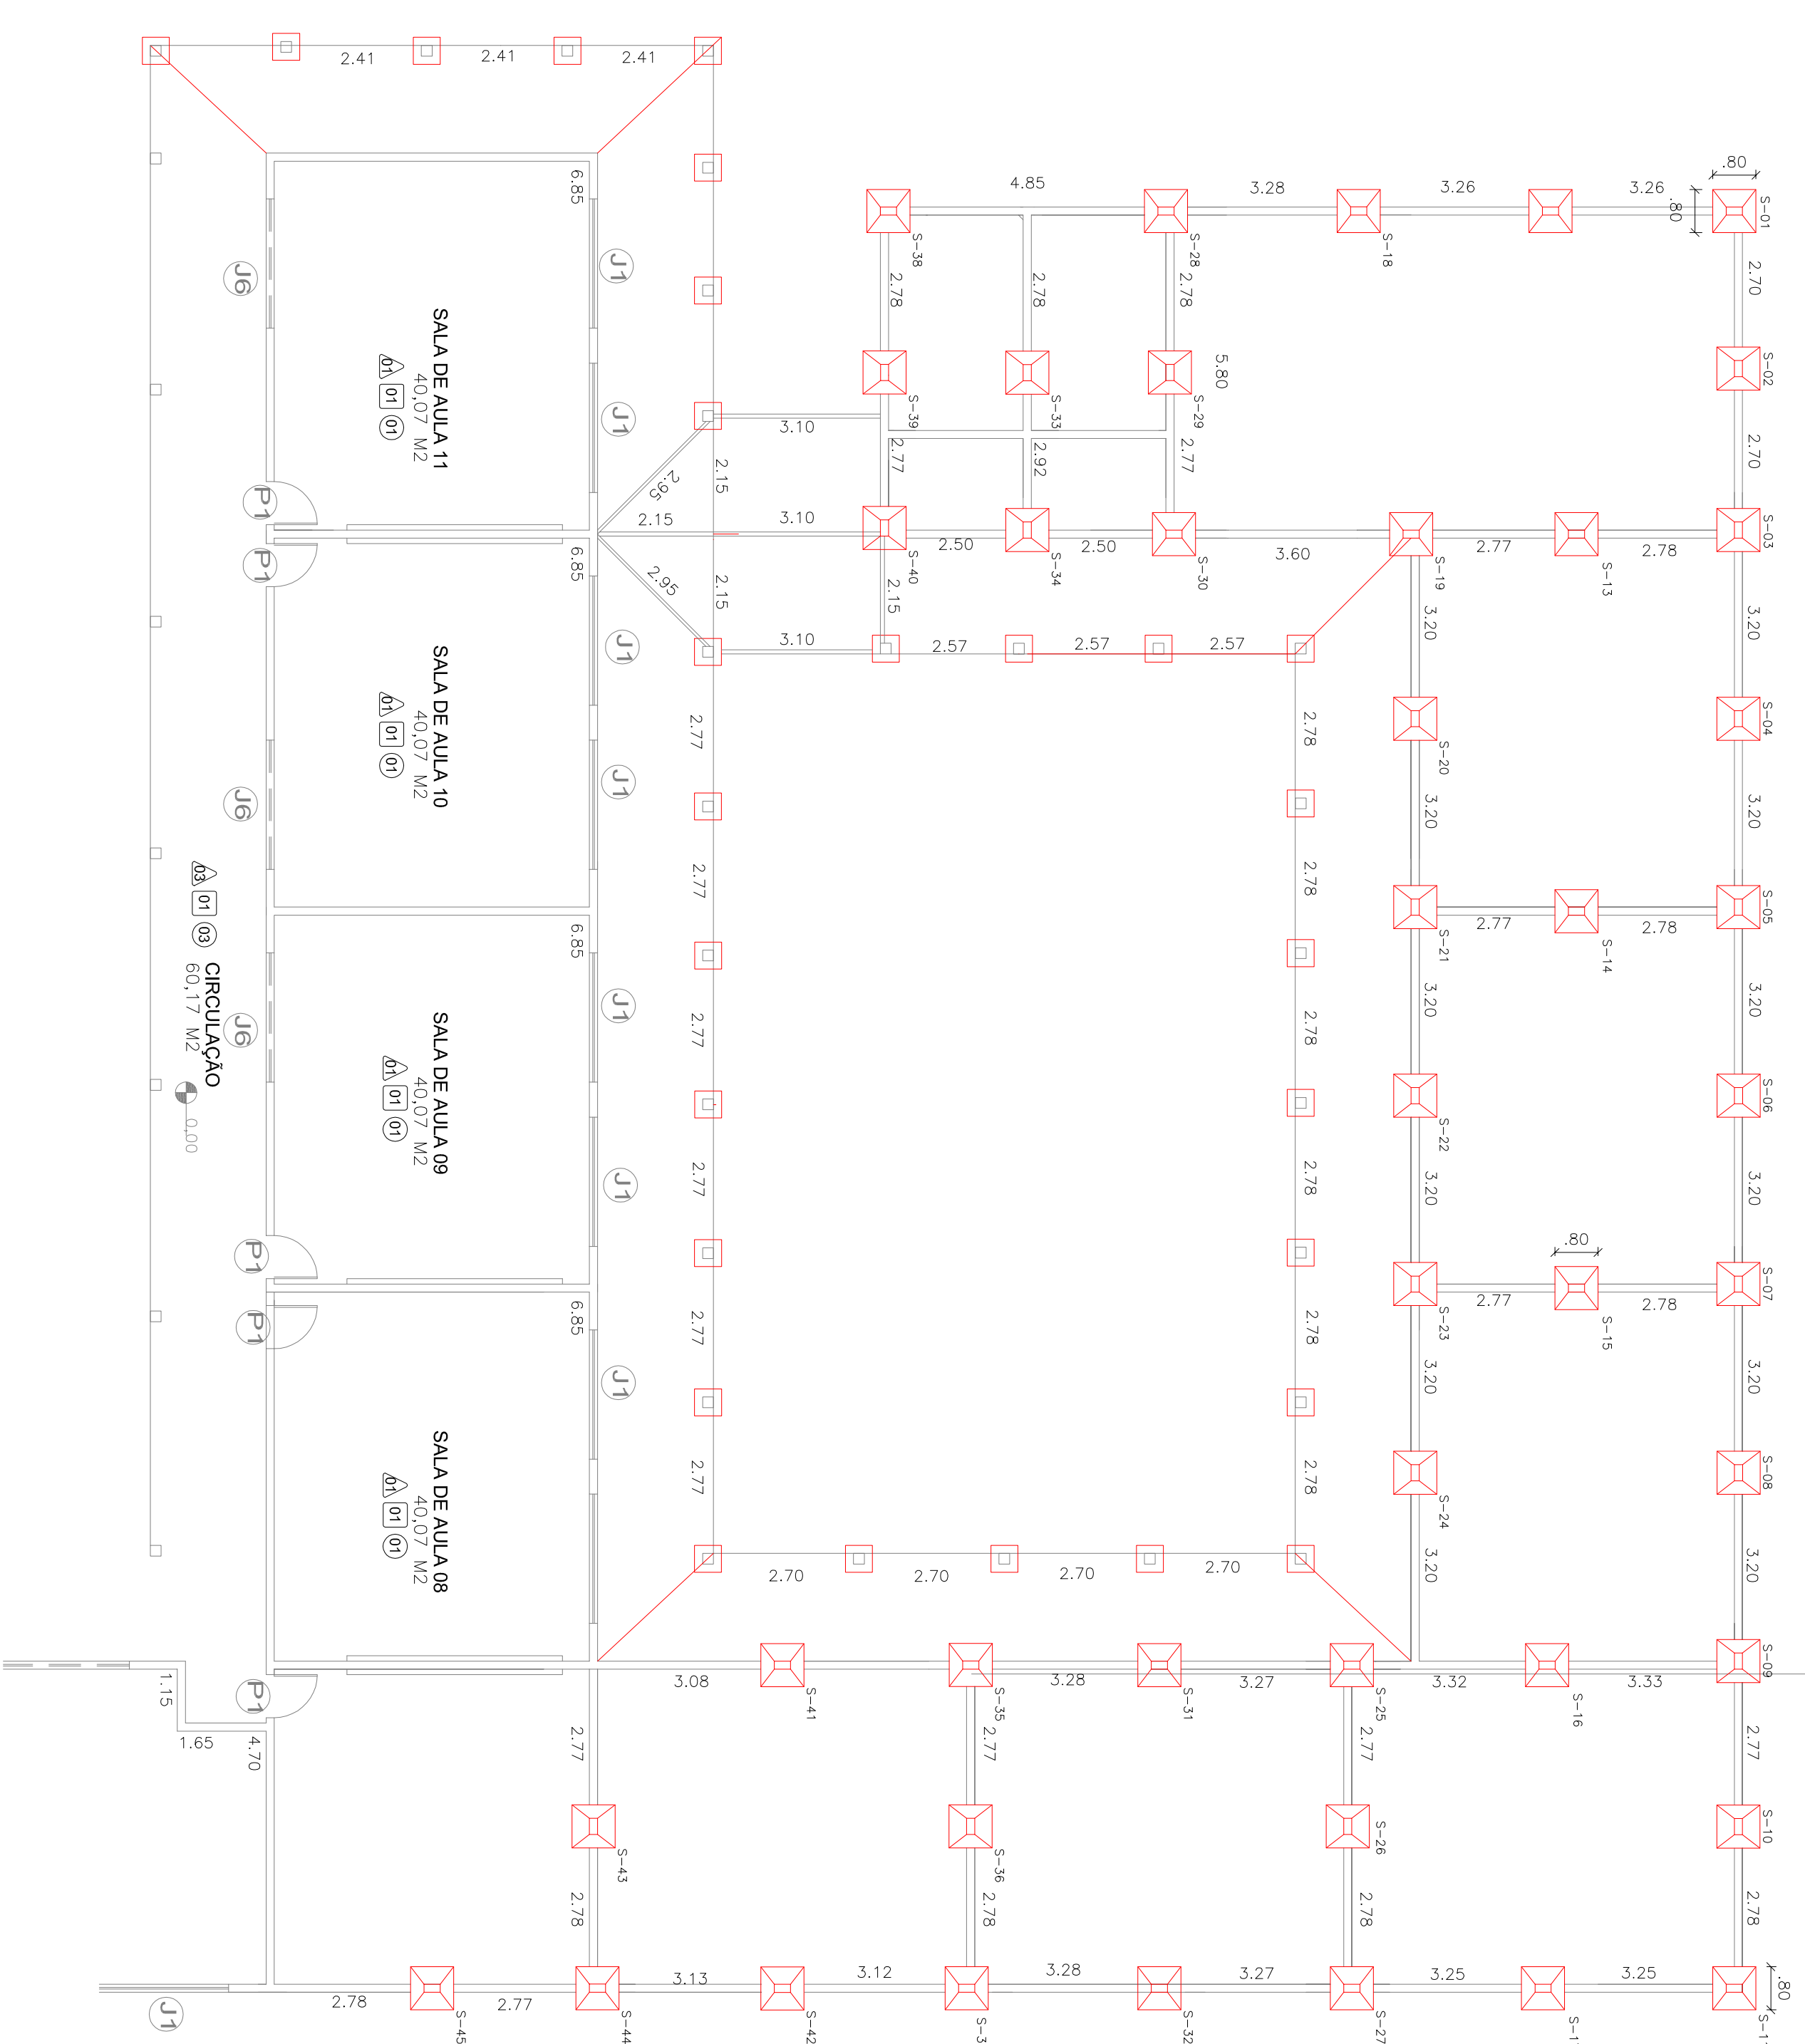 2.41
2.41
2.41
4.85
3.28
3.26
3.26
.80
.80
S-01
S-18
S-28
S-38
2.70
2.78
2.78
2.78
5.80
S-02
S-29
S-33
S-39
2.70
2.77
2.92
2.77
3.10
2.15
2.95
2.15
3.10
2.50
2.50
3.60
2.77
2.78
S-03
S-13
S-19
S-30
S-34
S-40
2.95
2.15
2.15
3.10
2.57
2.57
2.57
3.20
3.20
S-04
S-20
2.77
2.78
3.20
3.20
2.77
2.78
2.77
2.78
S-05
S-14
S-21
3.20
3.20
2.77
2.78
S-06
S-22
3.20
3.20
2.77
2.78
.80
2.77
2.78
S-07
S-15
S-23
3.20
3.20
2.77
2.78
S-08
S-24
2.77
2.78
3.20
3.20
2.70
2.70
2.70
2.70
S-09
S-16
S-25
S-31
S-35
S-41
3.08
3.28
3.27
3.32
3.33
2.77
2.77
2.77
2.77
S-10
S-26
S-36
S-43
2.78
2.78
2.78
2.78
2.78
2.77
3.13
3.12
3.28
3.27
3.25
3.25
.80
S-27
S-32
S-42
S-44
S-45
6.85
J1
J6
SALA DE AULA 11
40,07 M2
01 01 01
J1
P1
P1
6.85
J1
SALA DE AULA 10
40,07 M2
01 01 01
J1
J6
6.85
J1
SALA DE AULA 09
40,07 M2
01 01 01
J6
J1
P1
P1
6.85
J1
SALA DE AULA 08
40,07 M2
01 01 01
P1
03 01 03
CIRCULAÇÃO
60,17 M2
0,00
1.15
1.65
4.70
J1